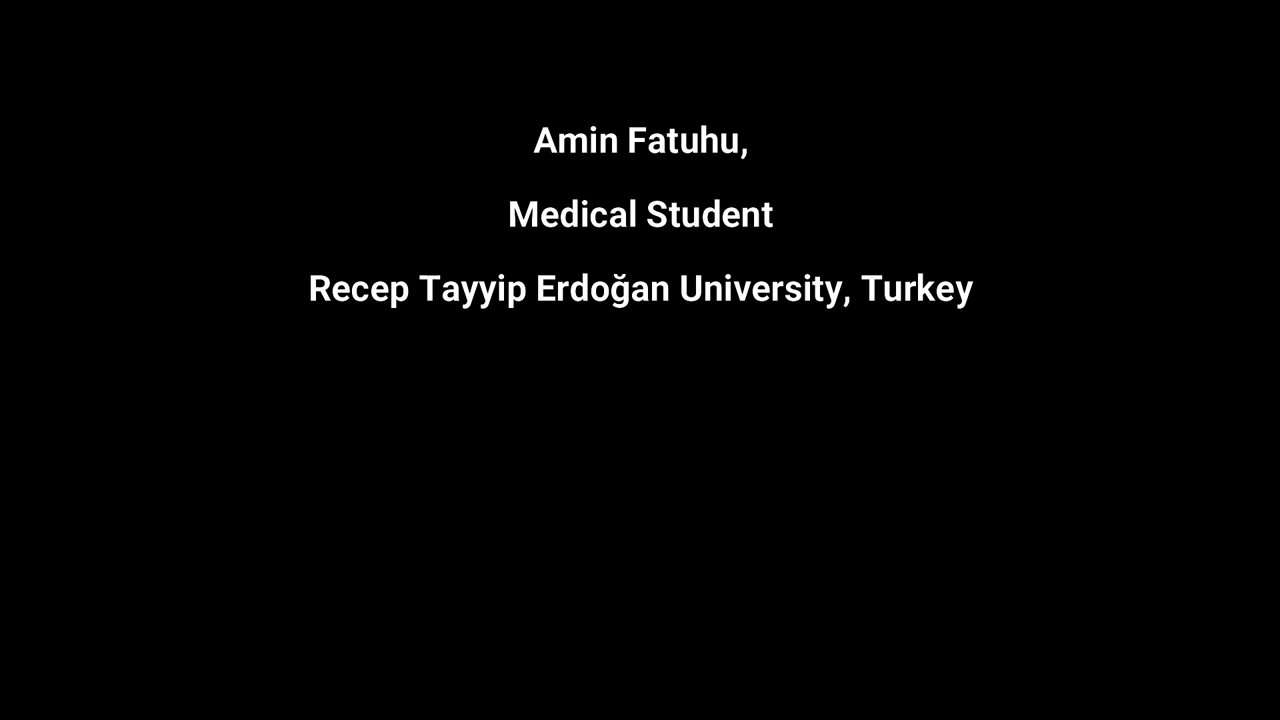 Amin Fatuhu,
Medical Student
Recep Tayyip Erdoğan University, Turkey